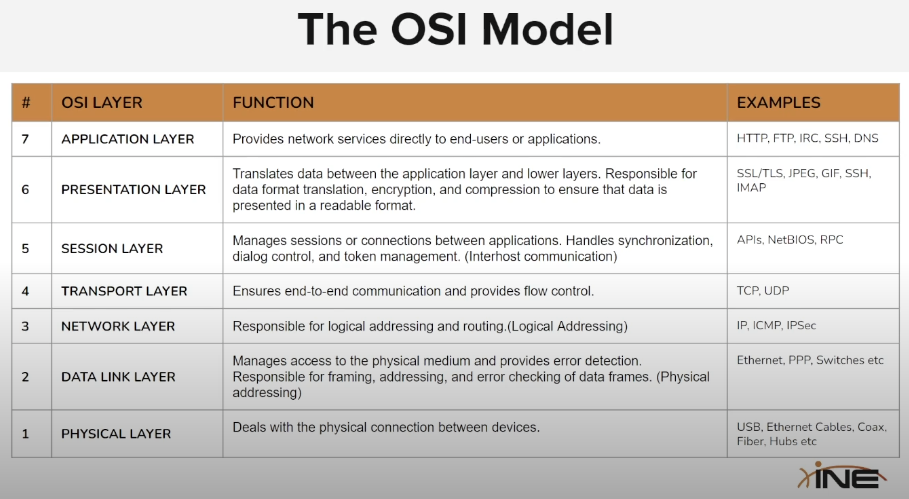 The OSI Model
# OSI LAYER FUNCTION EXAMPLES
7 APPLICATION LAYER Provides network services directly to end-users or applications. HTTP, FTP, IRC, SSH, DNS
6 PRESENTATION LAYER
Translates data between the application layer and lower layers. Responsible for
data format translation, encryption, and compression to ensure that data is
presented in a readable format.
SSL/TLS, JPEG, GIF, SSH,
IMAP
5 SESSION LAYER
Manages sessions or connections between applications. Handles synchronization,
dialog control, and token management. (Interhost communication)
APIs, NetBIOS, RPC
4 TRANSPORT LAYER Ensures end-to-end communication and provides flow control. TCP, UDP
3 NETWORK LAYER Responsible for logical addressing and routing.(Logical Addressing) IP, ICMP, IPSec
2 DATA LINK LAYER
Manages access to the physical medium and provides error detection.
Responsible for framing, addressing, and error checking of data frames. (Physical
addressing)
Ethernet, PPP, Switches etc
1 PHYSICAL LAYER Deals with the physical connection between devices.
USB, Ethernet Cables, Coax,
Fiber, Hubs etc
INE